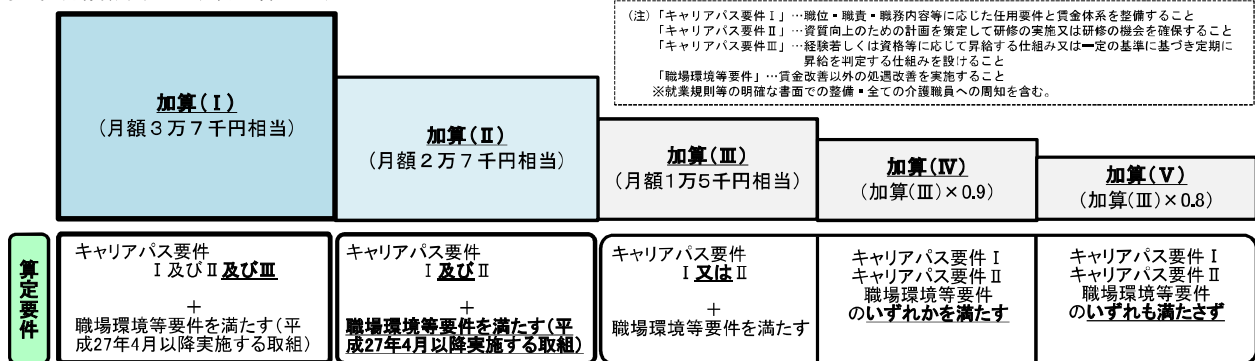 (注)「キャリアパス要件Ⅰ」…職位・職責・職務内容等に応じた任用要件と賃金体系を整備すること
「キャリアパス要件Ⅱ」…資質向上のための計画を策定して研修の実施又は研修の機会を確保すること
「キャリアパス要件Ⅲ」…経験若しくは資格等に応じて昇給する仕組み又は一定の基準に基づき定期に
昇給を判定する仕組みを設けること
「職場環境等要件」…賃金改善以外の処遇改善を実施すること
※就業規則等の明確な書面での整備・全ての介護職員への周知を含む。
加算(Ⅰ)
(月額3万7千円相当)
加算(Ⅱ)
(月額2万7千円相当)
加算(Ⅲ)
(月額1万5千円相当)
加算(Ⅳ)
(加算(Ⅲ)×0.9)
加算(Ⅴ)
(加算(Ⅲ)×0.8)
算定要件
キャリアパス要件
Ⅰ及びⅡ及びⅢ
+
職場環境等要件を満たす(平
成27年4月以降実施する取組)
キャリアパス要件
Ⅰ及びⅡ
+
職場環境等要件を満たす(平
成27年4月以降実施する取組)
キャリアパス要件
Ⅰ又はⅡ
+
職場環境等要件を満たす
キャリアパス要件Ⅰ
キャリアパス要件Ⅱ
職場環境等要件
のいずれかを満たす
キャリアパス要件Ⅰ
キャリアパス要件Ⅱ
職場環境等要件
のいずれも満たさず